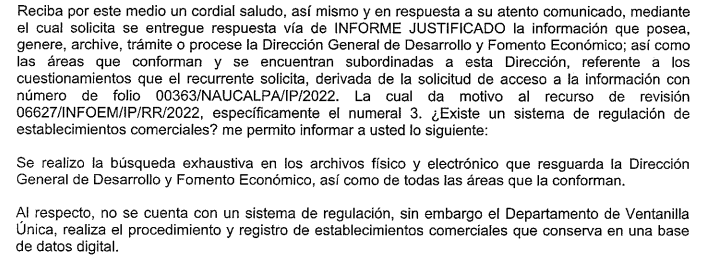 Reciba por este medio un cordial saludo, así mismo y en respuesta a su atento comunicado, mediante
el cual solicita se entregue respuesta vía de INFORME JUSTIFICADO la información que posea,
genere, archive, trámite o procese la Dirección General de Desarrollo y Fomento Económico; así como
las áreas que conforman y se encuentran subordinadas a esta Dirección, referente a los
cuestionamientos que el recurrente solicita, derivada de la solicitud de acceso a la información con
número de folio 00363/NAUCALPA/IP/2022. La cual da motivo al recurso de revisión
06627/INFOEM/IP/RR/2022, específicamente el numeral 3. ¿Existe un sistema de regulación de
establecimientos comerciales? me permito informar a usted lo siguiente:
Se realizo la búsqueda exhaustiva en los archivos físico y electrónico que resguarda la Dirección
General de Desarrollo y Fomento Económico, así como de todas las áreas que la conforman.
Al respecto, no se cuenta con un sistema de regulación, sin embargo el Departamento de Ventanilla
Única, realiza el procedimiento y registro de establecimientos comerciales que conserva en una base
de datos digital.